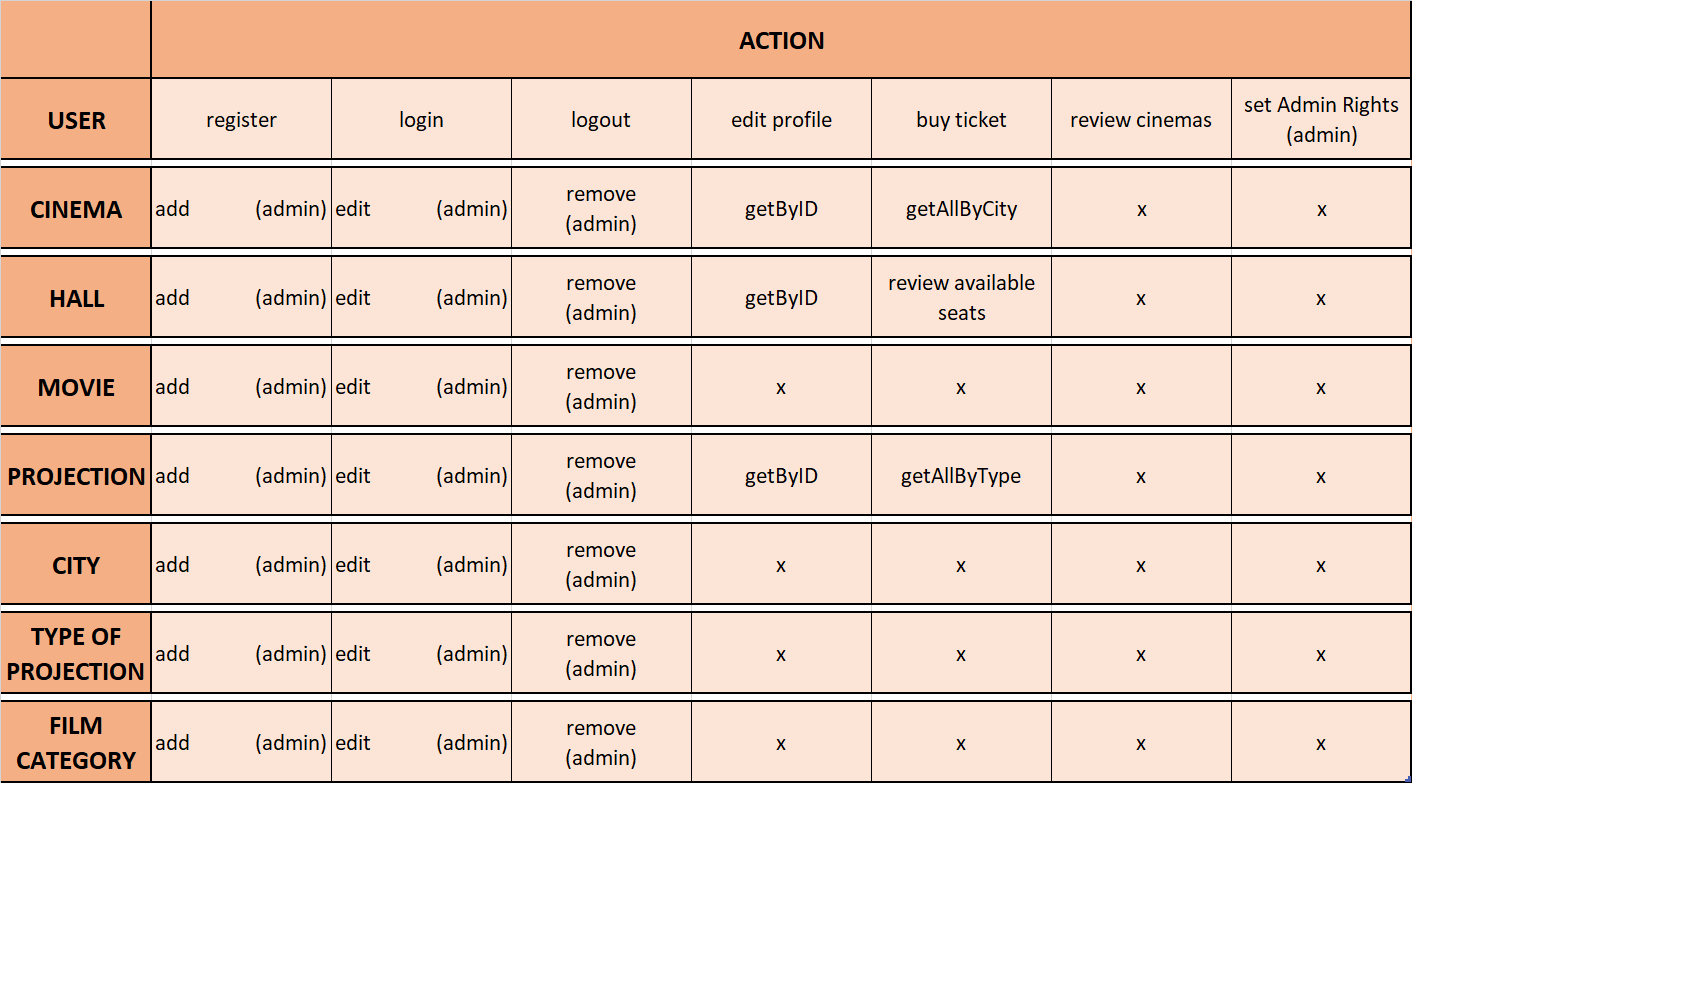 ACTION
USER register login logout edit profile buy ticket review cinemas set Admin Rights
(admin)
CINEMA add (admin) edit (admin) remove
(admin) getByID getAllByCity x x
HALL add (admin) edit (admin) remove
(admin) getByID review available
seats x x
MOVIE add (admin) edit (admin) remove
(admin) x x x x
PROJECTION add (admin) edit (admin) remove
(admin) getByID getAllByType x x
CITY add (admin) edit (admin) remove
(admin) x x x x
TYPE OF
PROJECTION add (admin) edit (admin) remove
(admin) x x x x
FILM
CATEGORY add (admin) edit (admin) remove
(admin) x x x x